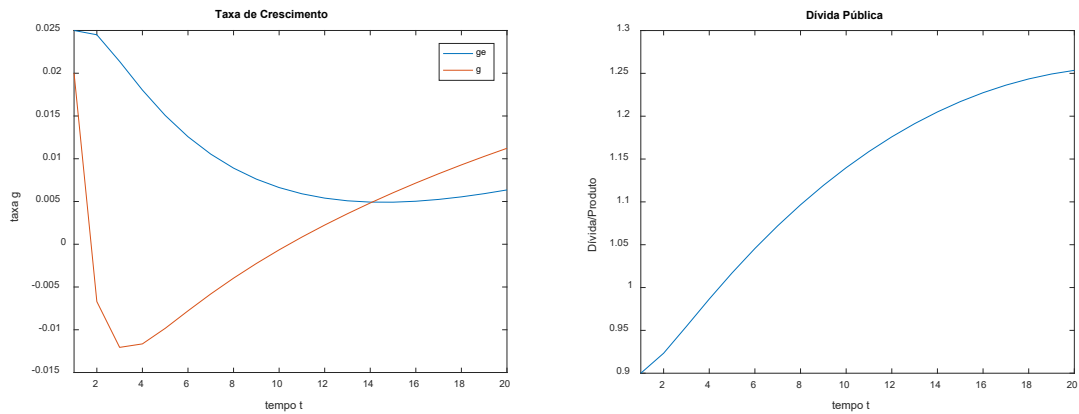 Taxa de Crescimento
0.025
0.02
0.015
0.01
0.005
0
-0.005
-0.01
-0.015
taxa g
2 4 6 8 10 12 14 16 18 20
tempo t
ge
g
Dívida Pública
1.3
1.25
1.2
1.15
1.1
1.05
1
0.95
0.9
Dívida/Produto
2 4 6 8 10 12 14 16 18 20
tempo t